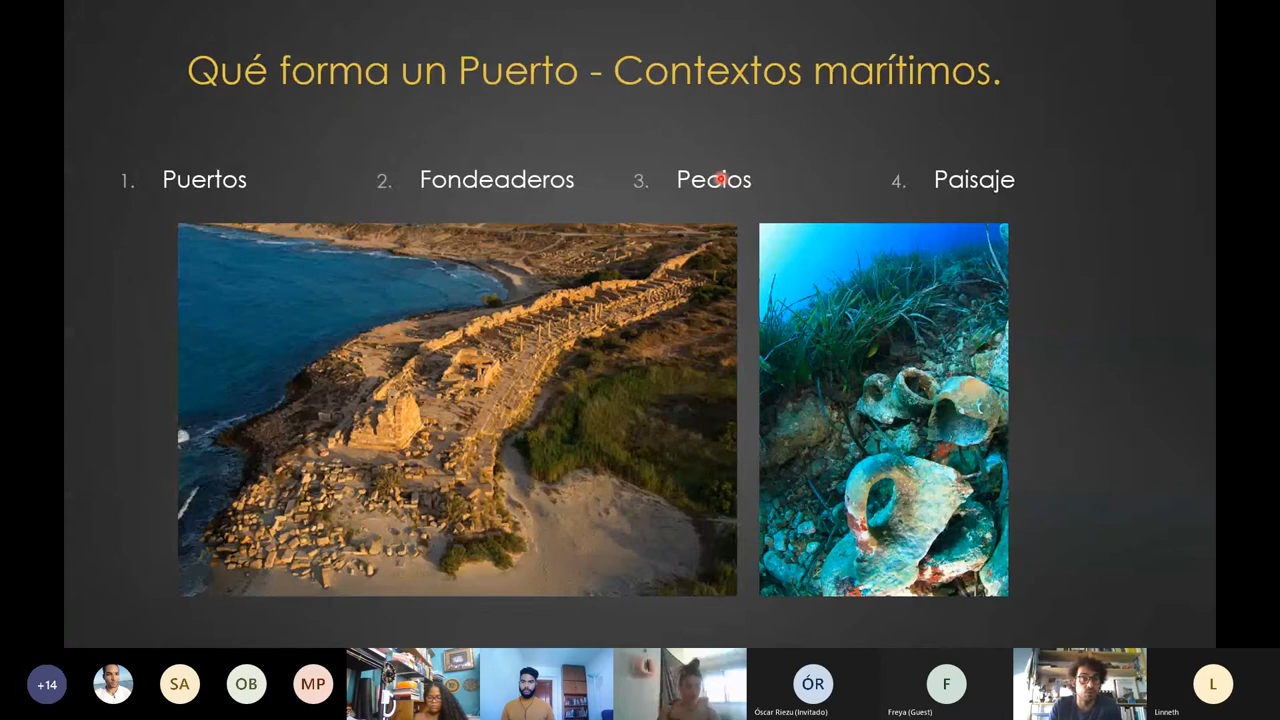 Qué forma un Puerto - Contextos marítimos.
1. Puertos 2. Fondeaderos 3. Pecios 4. Paisaje
+14 SA OB MP ÓR F L
Óscar Riezu (Invitado) Freya (Guest) Linneth